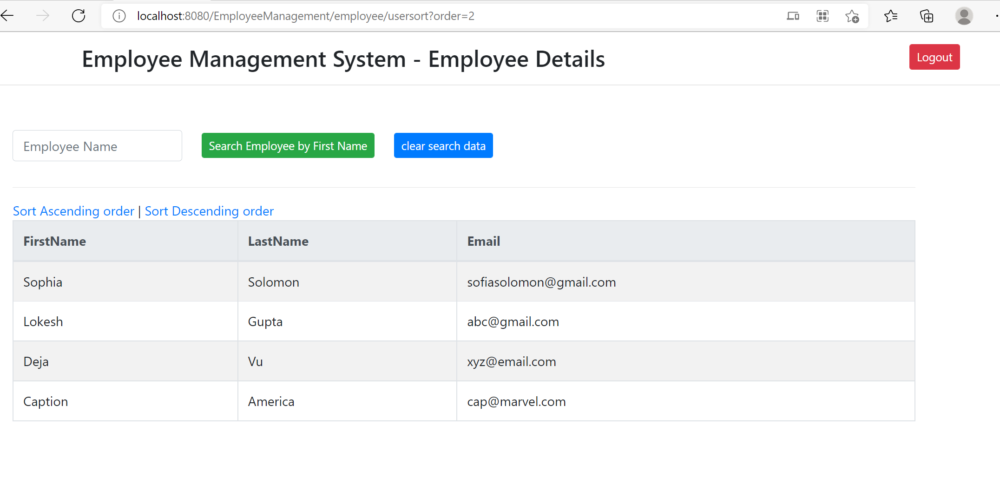 localhost:8080/EmployeeManagement/employee/usersort?order=2
Employee Management System - Employee Details
Logout
Employee Name
Search Employee by First Name
clear search data
Sort Ascending order | Sort Descending order
FirstName LastName Email
Sophia Solomon sofiasolomon@gmail.com
Lokesh Gupta abc@gmail.com
Deja Vu xyz@email.com
Caption America cap@marvel.com